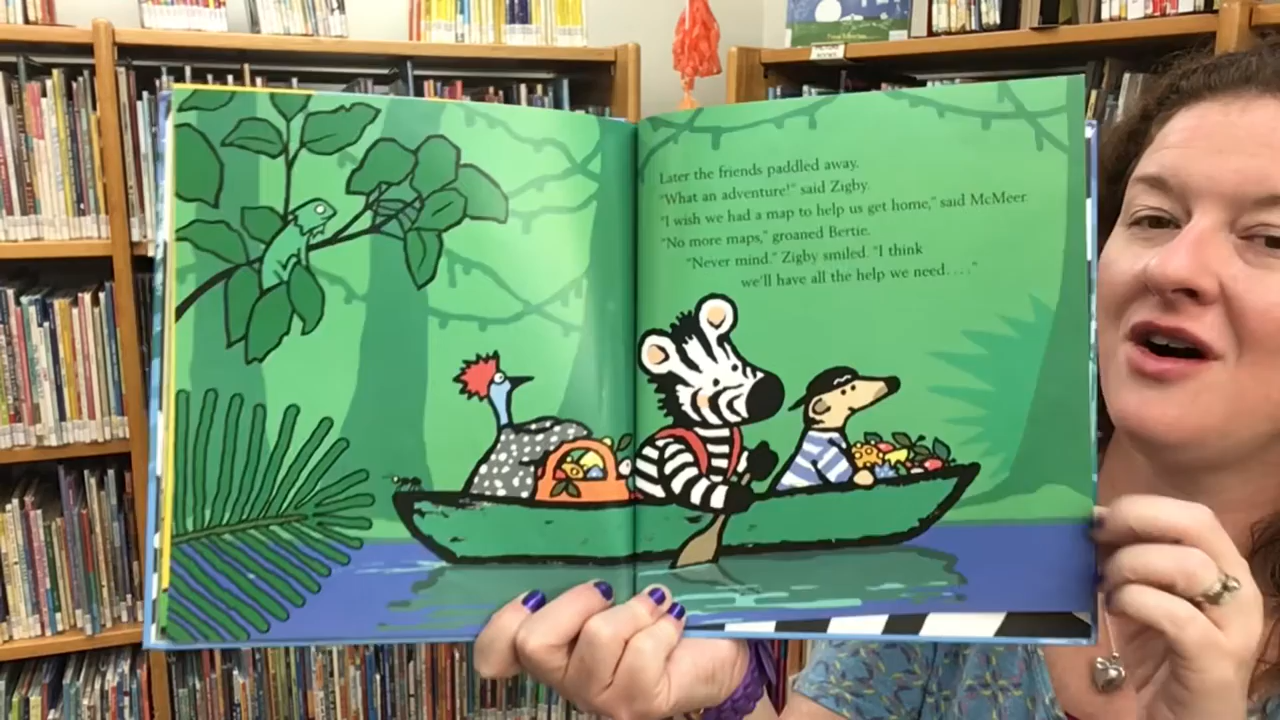 Later the friends paddled away.
"What an adventure!" said Zigby.
"I wish we had a map to help us get home," said McMeer.
"No more maps," groaned Bertie.
"Never mind." Zigby smiled. "I think
we'll have all the help we need. . . ."